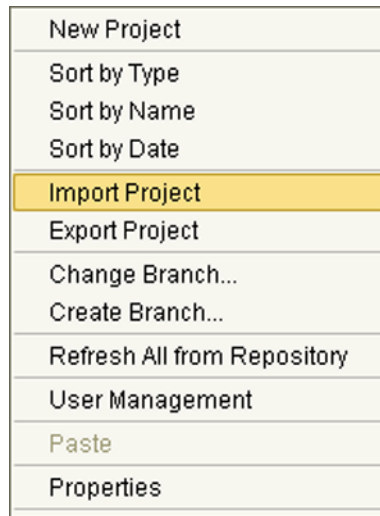 New Project
Sort by Type
Sort by Name
Sort by Date
Import Project
Export Project
Change Branch...
Create Branch...
Refresh All from Repository
User Management
Paste
Properties